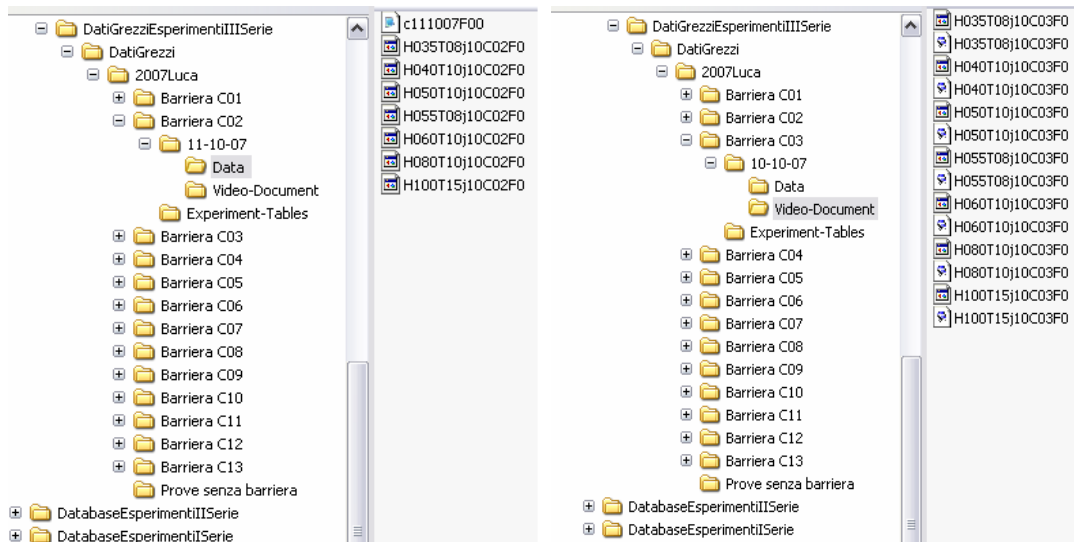 DatiGrezziEsperimentiIIISerie
DatiGrezzi
2007Luca
Barriera C01
Barriera C02
11-10-07
Data
Video-Document
Experiment-Tables
Barriera C03
Barriera C04
Barriera C05
Barriera C06
Barriera C07
Barriera C08
Barriera C09
Barriera C10
Barriera C11
Barriera C12
Barriera C13
Prove senza barriera
DatabaseEsperimentiIISerie
DatabaseEsperimentiISerie
c111007F00
H035T08j10C02F0
H040T10j10C02F0
H050T10j10C02F0
H055T08j10C02F0
H060T10j10C02F0
H080T10j10C02F0
H100T15j10C02F0
DatiGrezziEsperimentiIIISerie
DatiGrezzi
2007Luca
Barriera C01
Barriera C02
Barriera C03
10-10-07
Data
Video-Document
Experiment-Tables
Barriera C04
Barriera C05
Barriera C06
Barriera C07
Barriera C08
Barriera C09
Barriera C10
Barriera C11
Barriera C12
Barriera C13
Prove senza barriera
DatabaseEsperimentiIISerie
DatabaseEsperimentiISerie
H035T08j10C03F0
H035T08j10C03F0
H040T10j10C03F0
H040T10j10C03F0
H050T10j10C03F0
H050T10j10C03F0
H055T08j10C03F0
H055T08j10C03F0
H060T10j10C03F0
H060T10j10C03F0
H080T10j10C03F0
H080T10j10C03F0
H100T15j10C03F0
H100T15j10C03F0